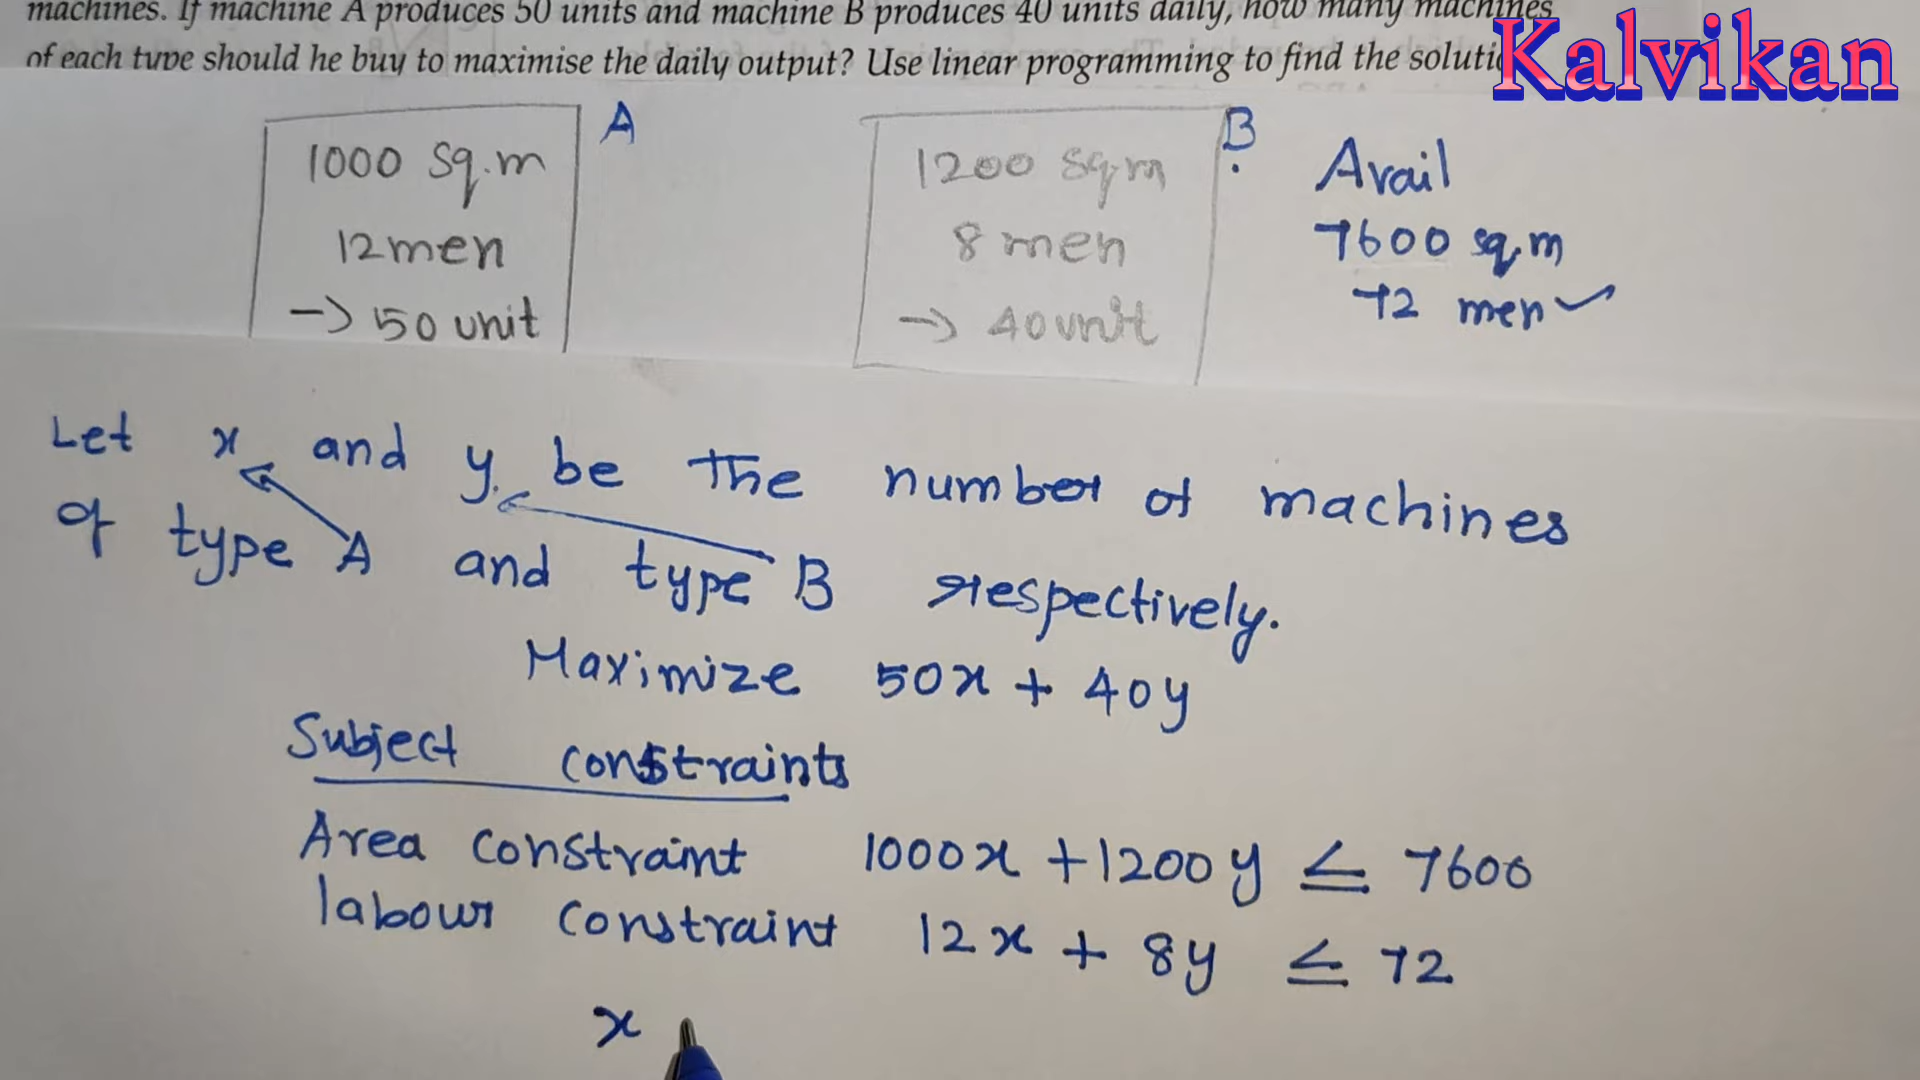 machines. If machine A produces 50 units and machine B produces 40 units daily, how many machines
of each type should he buy to maximise the daily output? Use linear programming to find the
Kalvikan
1000 sq.m
12 men
→ 50 unit
A
1200 sqm
8 men
→ 40 unit
B
Avail
7600 sq.m
72 men
Let x and y be the number of machines
of type A and type B respectively.
Maximize 50x + 40y
Subject constraints
Area constraint 1000x + 1200y ≤ 7600
labour constraint 12x + 8y ≤ 72
x